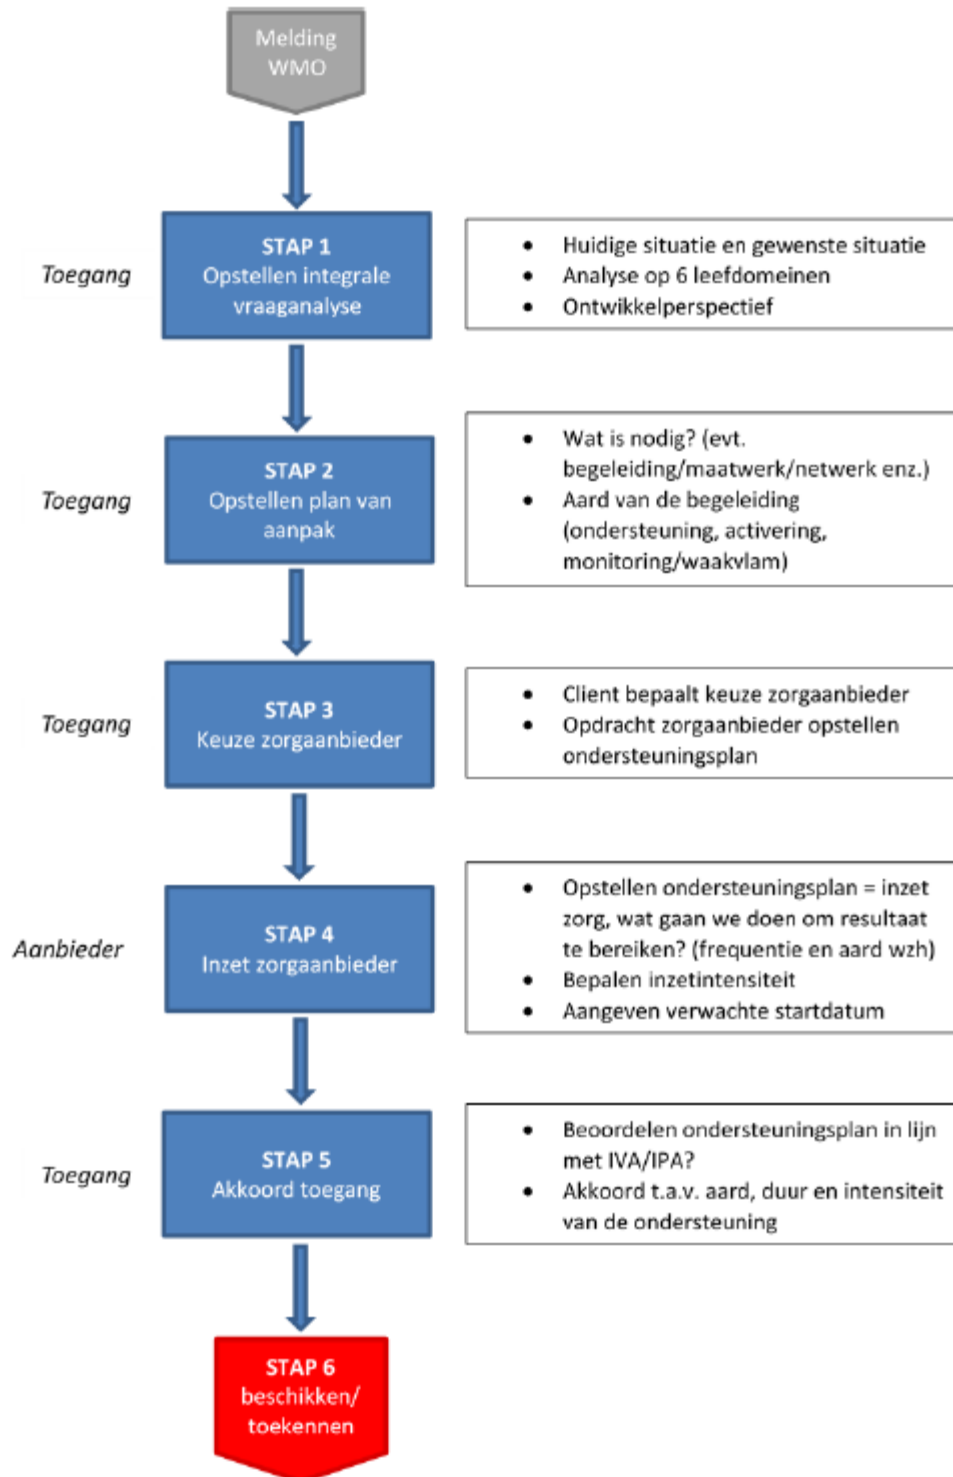 Melding
WMO
Toegang
STAP 1
Opstellen integrale
vraaganalyse
• Huidige situatie en gewenste situatie
• Analyse op 6 leefdomeinen
• Ontwikkelperspectief
Toegang
STAP 2
Opstellen plan van
aanpak
• Wat is nodig? (evt.
begeleiding/maatwerk/netwerk enz.)
• Aard van de begeleiding
(ondersteuning, activering,
monitoring/waakvlam)
Toegang
STAP 3
Keuze zorgaanbieder
• Client bepaalt keuze zorgaanbieder
• Opdracht zorgaanbieder opstellen
ondersteuningsplan
Aanbieder
STAP 4
Inzet zorgaanbieder
• Opstellen ondersteuningsplan = inzet
zorg, wat gaan we doen om resultaat
te bereiken? (frequentie en aard wzh)
• Bepalen inzetintensiteit
• Aangeven verwachte startdatum
Toegang
STAP 5
Akkoord toegang
• Beoordelen ondersteuningsplan in lijn
met IVA/IPA?
• Akkoord t.a.v. aard, duur en intensiteit
van de ondersteuning
STAP 6
beschikken/
toekennen